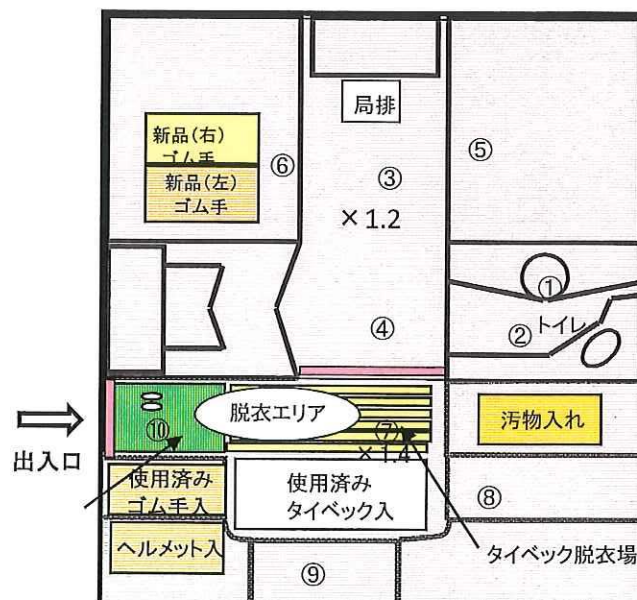 局排
新品(右)
ゴム手
新品(左)
ゴム手
⑥
③
⑤
×1.2
①
④
②
トイレ
脱衣エリア
⑦
×1.4
⑩
汚物入れ
出入口
使用済み
ゴム手入
使用済み
タイベック入
⑧
ヘルメット入
タイベック脱衣場
⑨